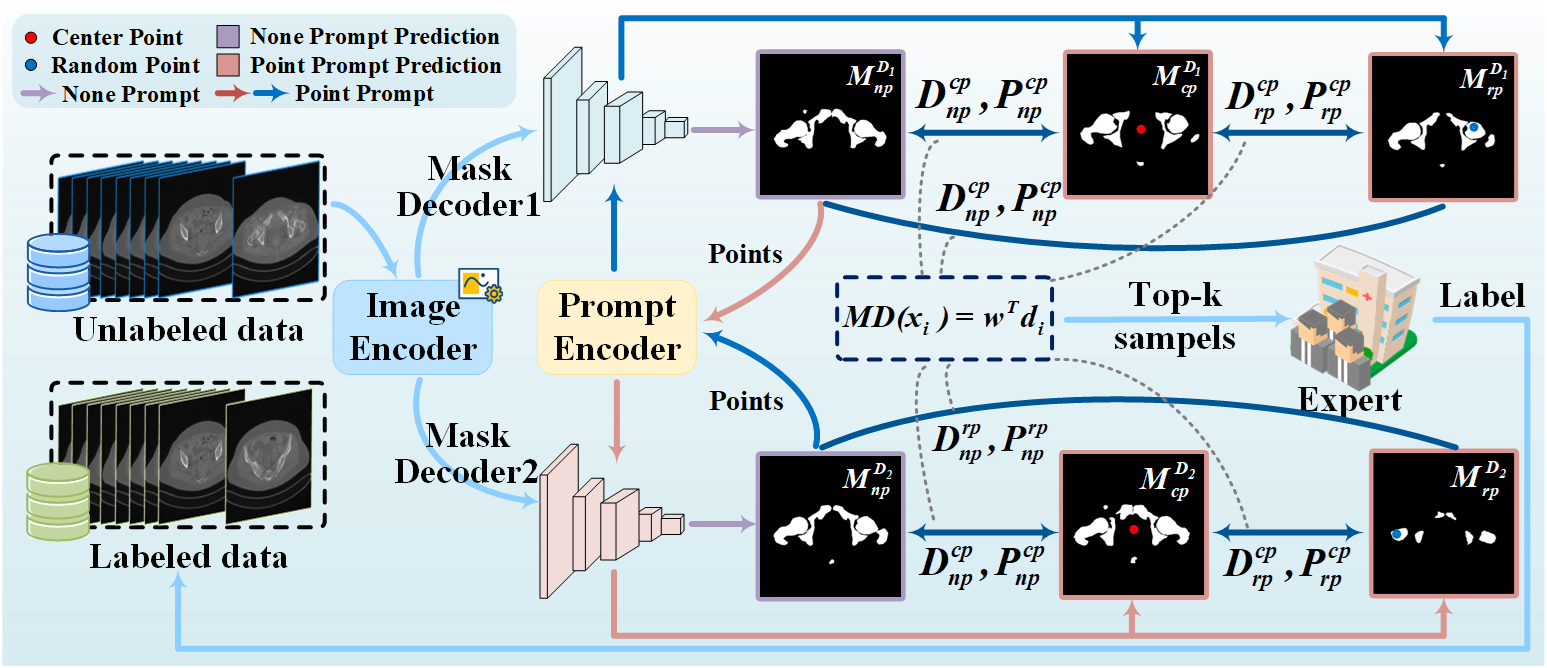 Center Point
None Prompt Prediction
Random Point
Point Prompt Prediction
None Prompt
Point Prompt
Mask
Decoder1
M_{np}^{D_1}
D_{np}^{cp}, P_{np}^{cp}
M_{cp}^{D_1}
D_{rp}^{cp}, P_{rp}^{cp}
M_{rp}^{D_1}
D_{np}^{cp}, P_{np}^{cp}
Points
Unlabeled data
Image
Encoder
Prompt
Encoder
MD(x_i) = w^T d_i
Top-k
sampels
Label
Expert
Points
Mask
Decoder2
D_{np}^{rp}, P_{np}^{rp}
M_{np}^{D_2}
D_{np}^{cp}, P_{np}^{cp}
M_{cp}^{D_2}
D_{rp}^{cp}, P_{rp}^{cp}
M_{rp}^{D_2}
Labeled data